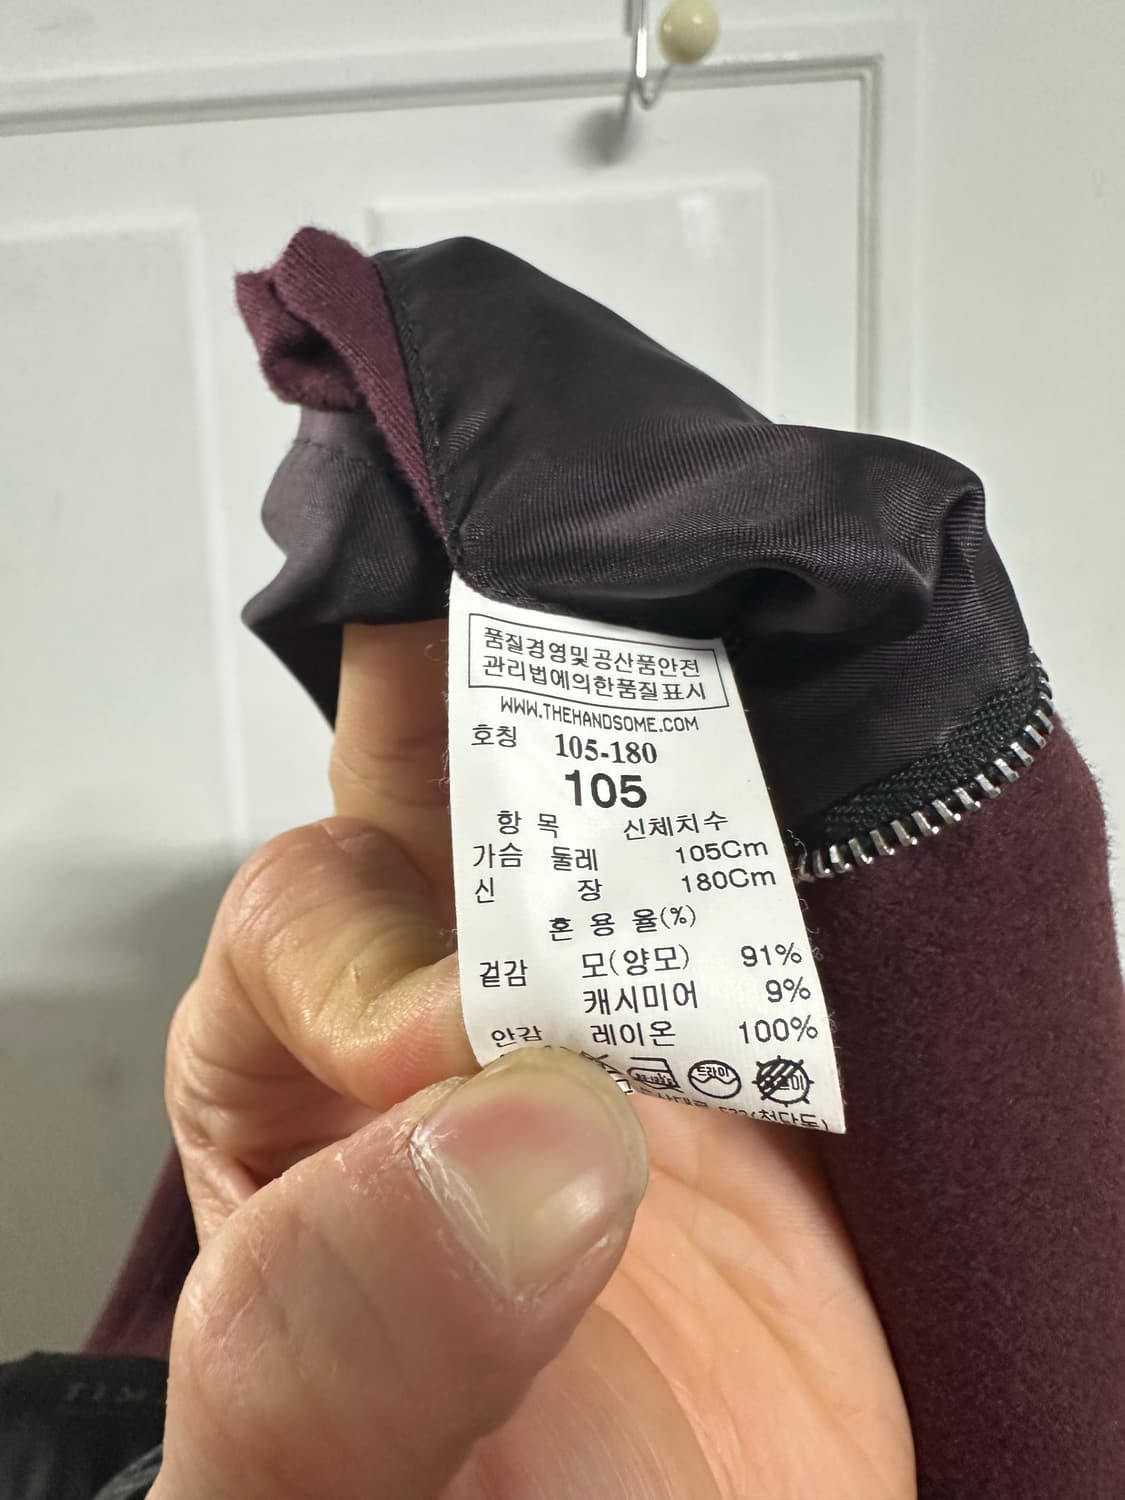 품질경영및공산품안전
관리법에의한품질표시
WWW.THEHANDSOME.COM
호칭 105-180
105
항 목 신체치수
가슴 둘레 105Cm
신 장 180Cm
혼 용 율(%)
겉감 모(양모) 91%
캐시미어 9%
안감 레이온 100%
드라이